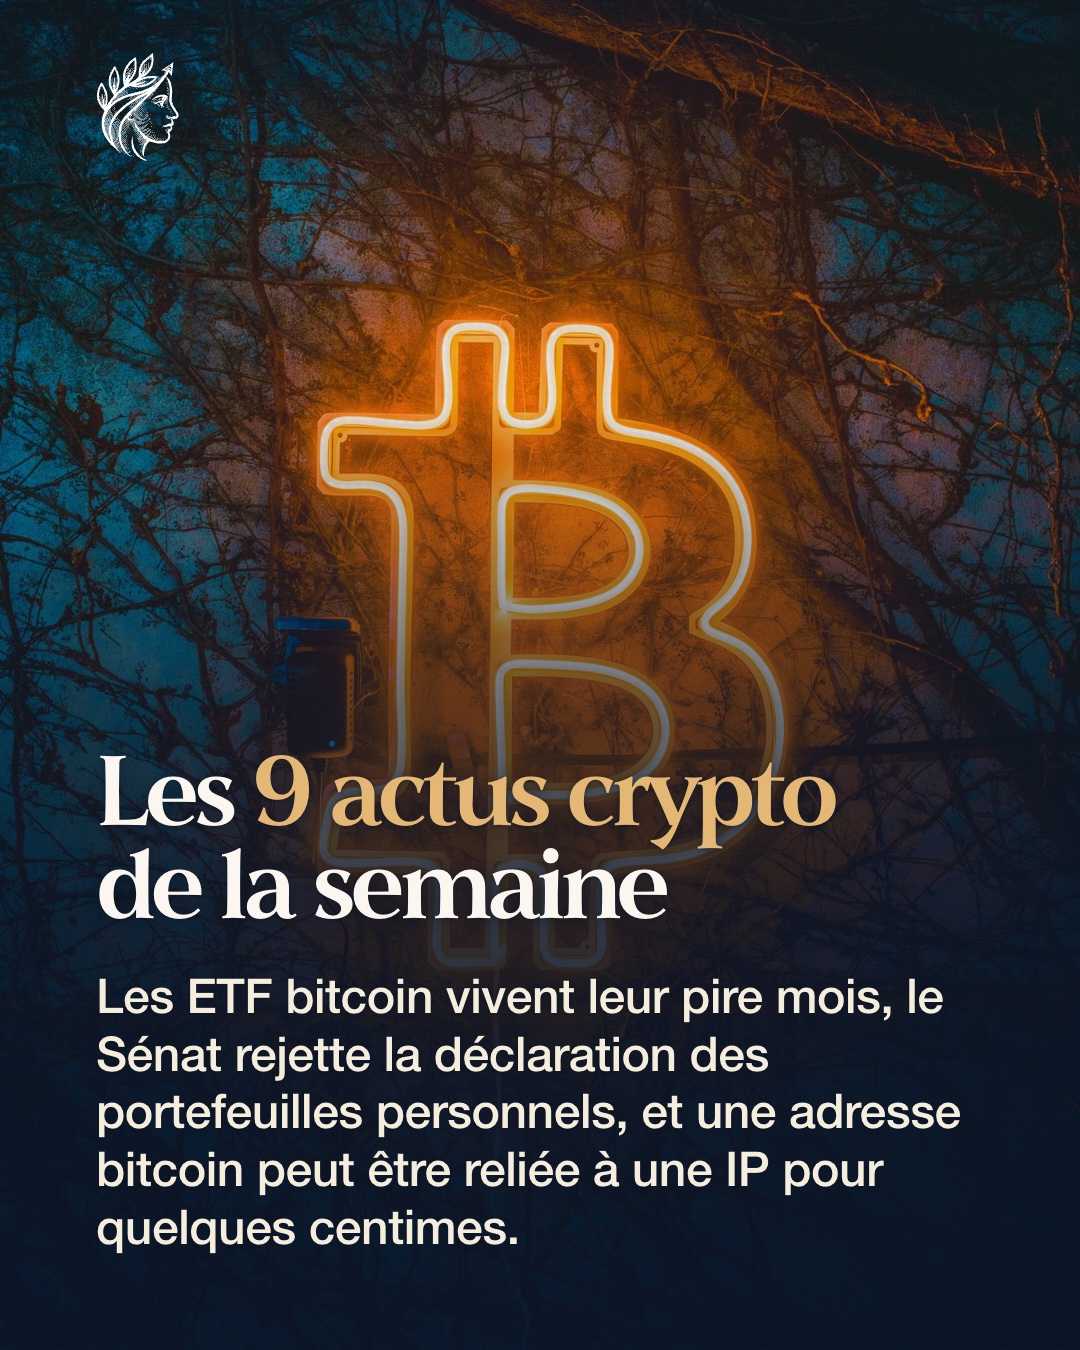 Les 9 actus crypto
de la semaine
Les ETF bitcoin vivent leur pire mois, le
Sénat rejette la déclaration des
portefeuilles personnels, et une adresse
bitcoin peut être reliée à une IP pour
quelques centimes.